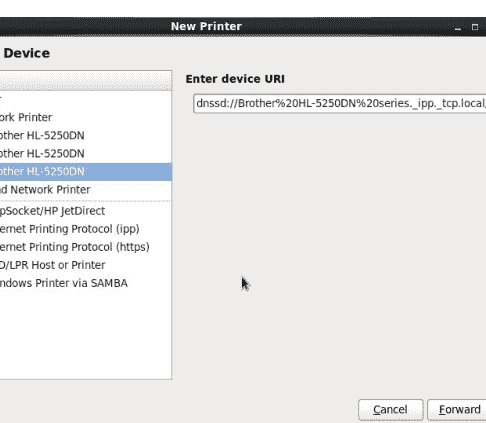 New Printer
Device
Enter device URI
dnssd://Brother%20HL-5250DN%20series._ipp._tcp.local
ork Printer
other HL-5250DN
other HL-5250DN
other HL-5250DN
d Network Printer
pSocket/HP JetDirect
ernet Printing Protocol (ipp)
ernet Printing Protocol (https)
D/LPR Host or Printer
ndows Printer via SAMBA
Cancel
Forward